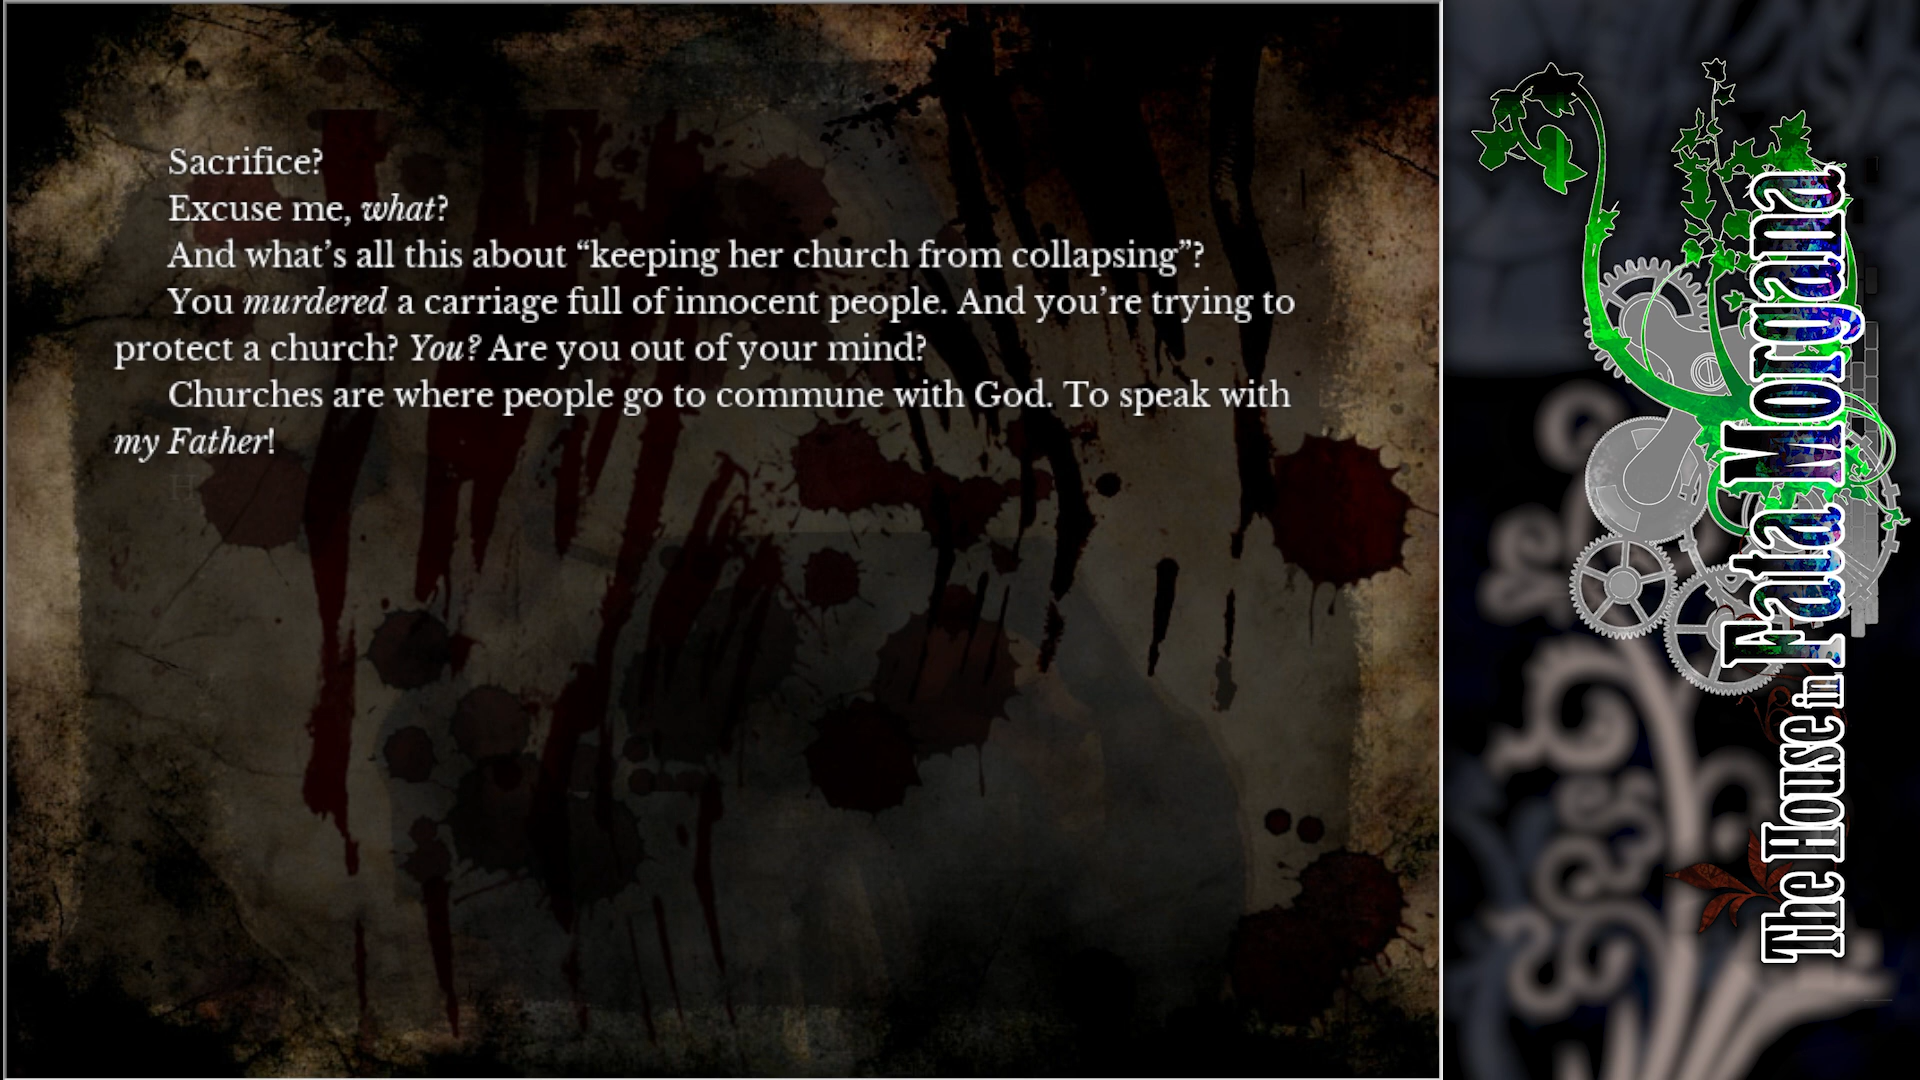 Sacrifice?
Excuse me, what?
And what’s all this about “keeping her church from collapsing”?
You murdered a carriage full of innocent people. And you’re trying to
protect a church? You? Are you out of your mind?
Churches are where people go to commune with God. To speak with
my Father!
The House in Fata Morgana